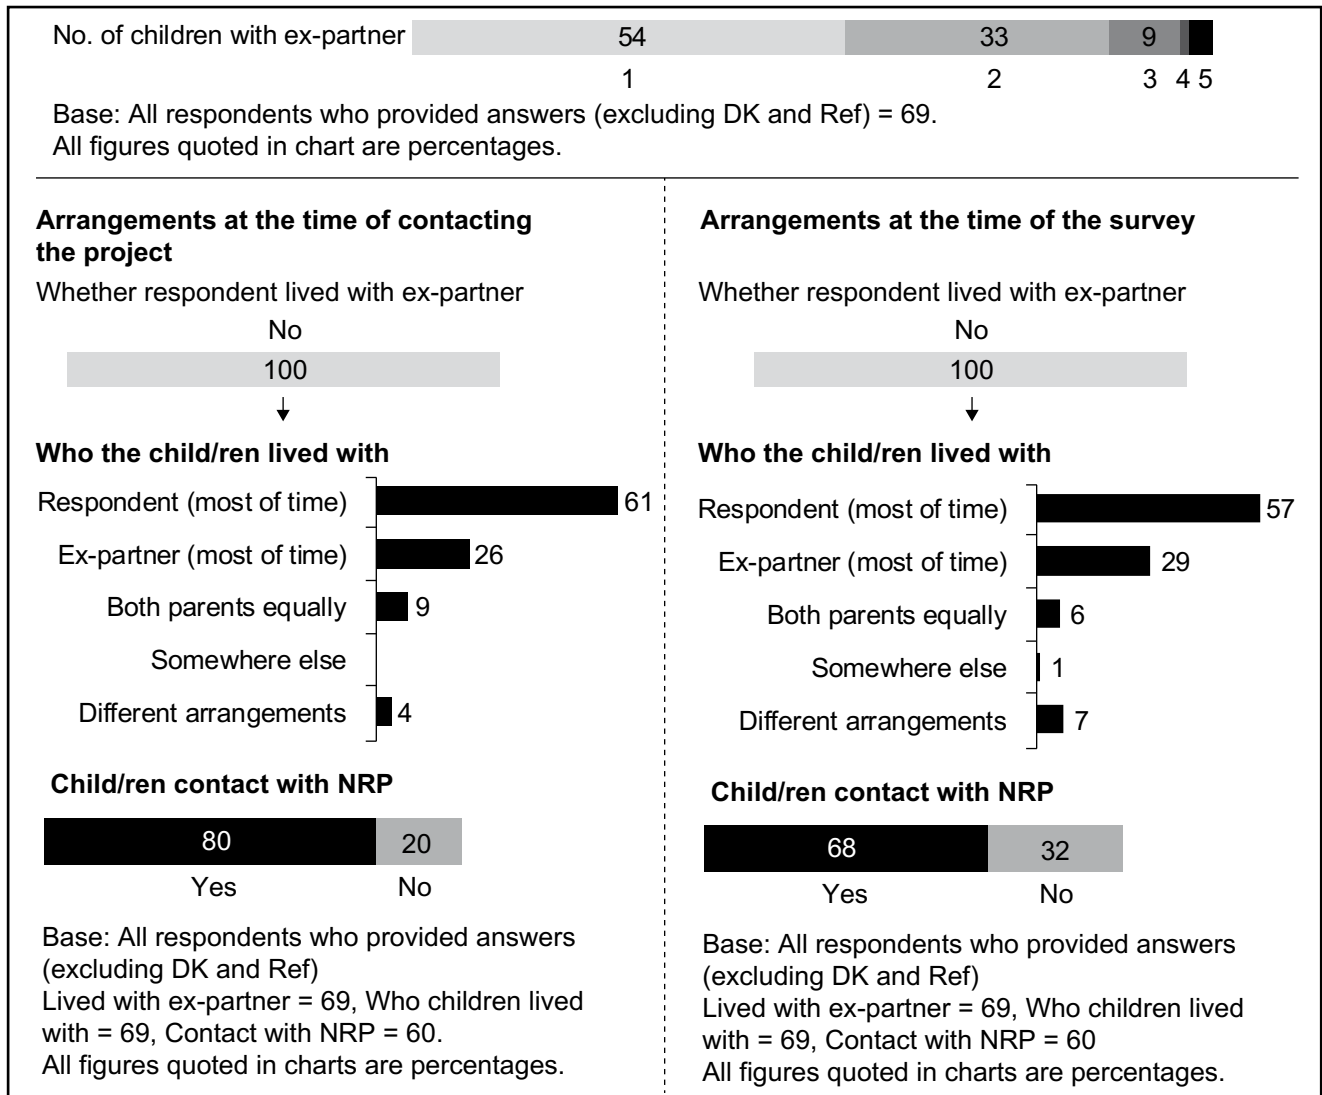 No. of children with ex-partner 54 33 9
1 2 3 4 5
Base: All respondents who provided answers (excluding DK and Ref) = 69.
All figures quoted in chart are percentages.
Arrangements at the time of contacting
the project
Whether respondent lived with ex-partner
No
100
Who the child/ren lived with
Respondent (most of time) 61
Ex-partner (most of time) 26
Both parents equally 9
Somewhere else
Different arrangements 4
Child/ren contact with NRP
80 20
Yes No
Base: All respondents who provided answers
(excluding DK and Ref)
Lived with ex-partner = 69, Who children lived
with = 69, Contact with NRP = 60.
All figures quoted in charts are percentages.
Arrangements at the time of the survey
Whether respondent lived with ex-partner
No
100
Who the child/ren lived with
Respondent (most of time) 57
Ex-partner (most of time) 29
Both parents equally 6
Somewhere else 1
Different arrangements 7
Child/ren contact with NRP
68 32
Yes No
Base: All respondents who provided answers
(excluding DK and Ref)
Lived with ex-partner = 69, Who children lived
with = 69, Contact with NRP = 60
All figures quoted in charts are percentages.